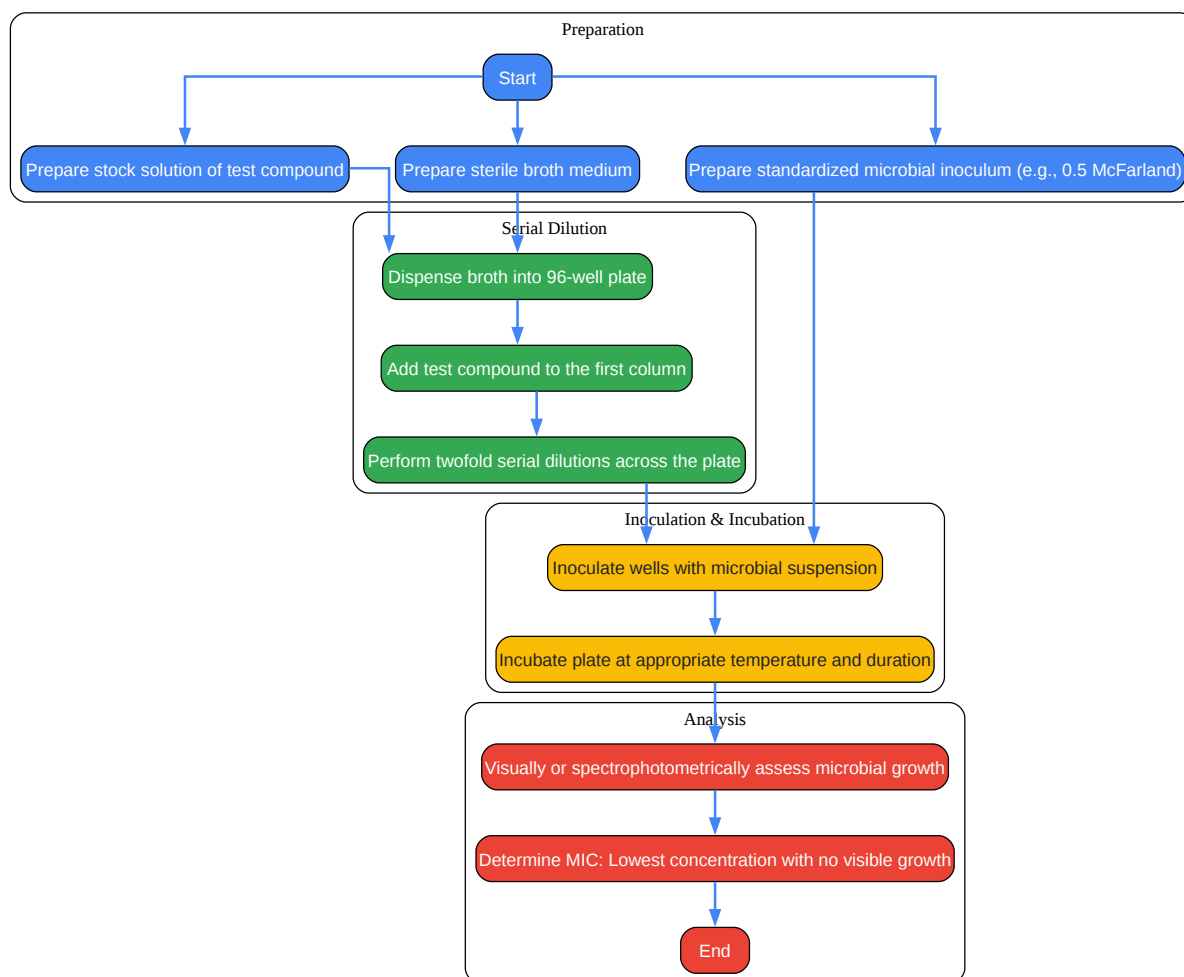 Preparation
Start
Prepare stock solution of test compound
Prepare sterile broth medium
Prepare standardized microbial inoculum (e.g., 0.5 McFarland)
Serial Dilution
Dispense broth into 96-well plate
Add test compound to the first column
Perform twofold serial dilutions across the plate
Inoculation & Incubation
Inoculate wells with microbial suspension
Incubate plate at appropriate temperature and duration
Analysis
Visually or spectrophotometrically assess microbial growth
Determine MIC: Lowest concentration with no visible growth
End